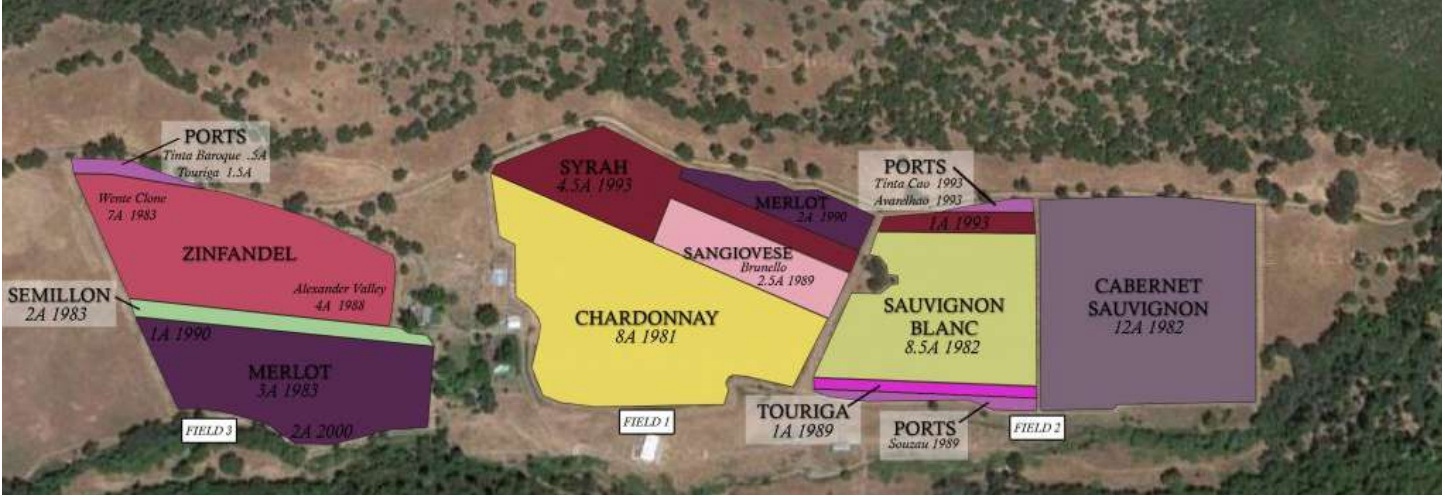 PORTS
Tinta Baroque .5A
Touriga 1.5A
Wente Clone
7A 1983
ZINFANDEL
Alexander Valley
4A 1988
SEMILLON
2A 1983
1A 1990
MERLOT
3A 1983
2A 2000
FIELD 3
SYRAH
4.5A 1993
MERLOT
2A 1990
SANGIOVESE
Brunello
2.5A 1989
CHARDONNAY
8A 1981
FIELD 1
PORTS
Tinta Cao 1993
Avarelhao 1993
1A 1993
SAUVIGNON
BLANC
8.5A 1982
TOURIGA
1A 1989
PORTS
Souzau 1989
FIELD 2
CABERNET
SAUVIGNON
12A 1982